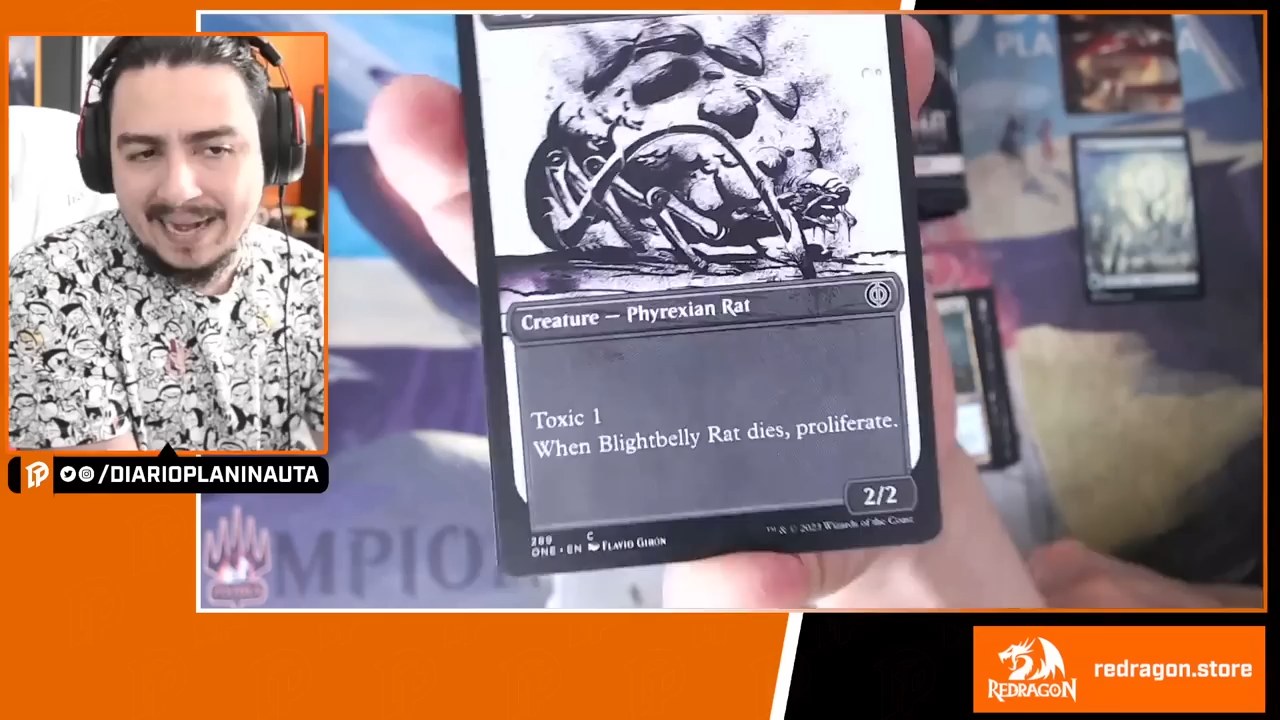 Creature — Phyrexian Rat
Toxic 1
When Blightbelly Rat dies, proliferate.
2/2
289 C
ONE • EN FLAVIO GIRÓN
™ & © 2023 Wizards of the Coast
/DIARIOPLANINAUTA
MPION
REDRAGON
redragon.store